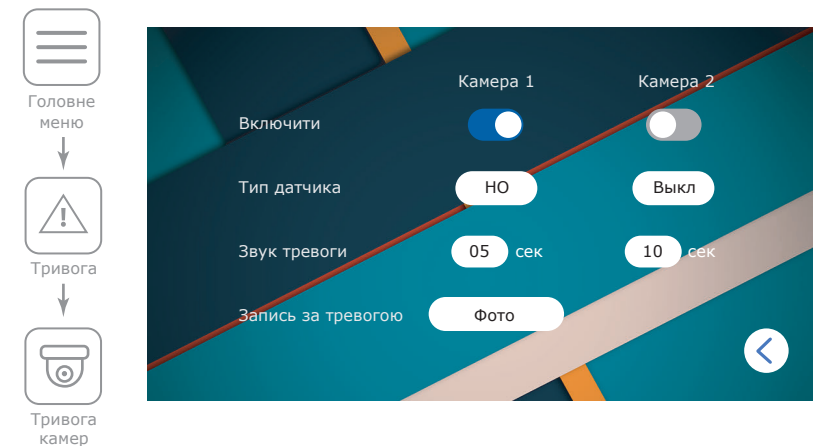 Головне
меню
Тривога
Тривога
камер
Камера 1 Камера 2
Включити
Тип датчика НО Выкл
Звук тревоги 05 сек 10 сек
Запись за тревогою Фото